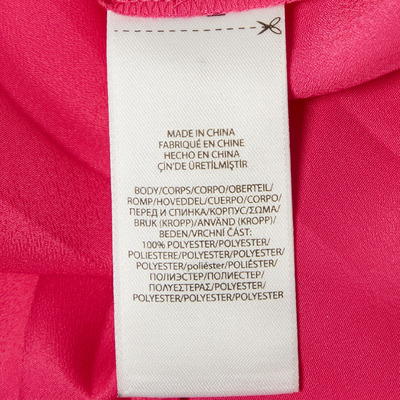 MADE IN CHINA
FABRIQUÉ EN CHINE
HECHO EN CHINA
ÇIN'DE ÜRETİLMİŞTİR
BODY/CORPS/CORPO/OBERTEIL/
ROMP/HOVEDDEL/CUERPO/CORPO/
ПЕРЕД И СПИНКА/КОРПУС/ΣΩΜΑ/
BRUK (KROPP)/ANVÄND (KROPP)/
BEDEN/VRCHNÍ ČÁST:
100% POLYESTER/POLYESTER/
POLIESTERE/POLYESTER/POLYESTER/
POLYESTER/poliéster/POLIÉSTER/
ПОЛИЭСТЕР/ПОЛИЕСТЕР/
ΠΟΛΥΕΣΤΕΡΑΣ/POLYESTER/
POLYESTER/POLYESTER/POLYESTER